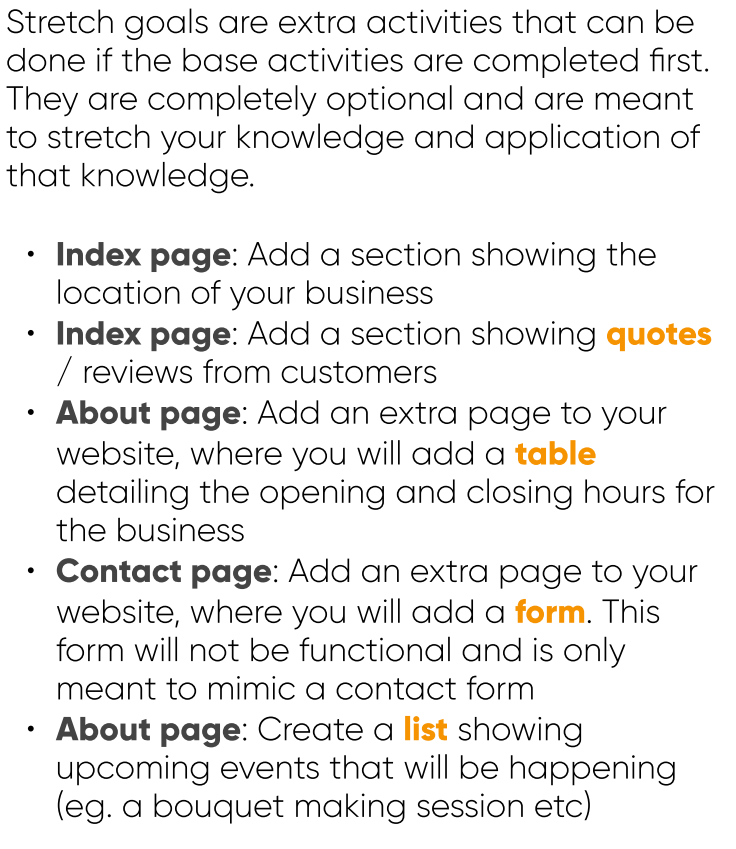 Stretch goals are extra activities that can be
done if the base activities are completed first.
They are completely optional and are meant
to stretch your knowledge and application of
that knowledge.
• Index page: Add a section showing the
location of your business
• Index page: Add a section showing quotes
/ reviews from customers
• About page: Add an extra page to your
website, where you will add a table
detailing the opening and closing hours for
the business
• Contact page: Add an extra page to your
website, where you will add a form. This
form will not be functional and is only
meant to mimic a contact form
• About page: Create a list showing
upcoming events that will be happening
(eg. a bouquet making session etc)